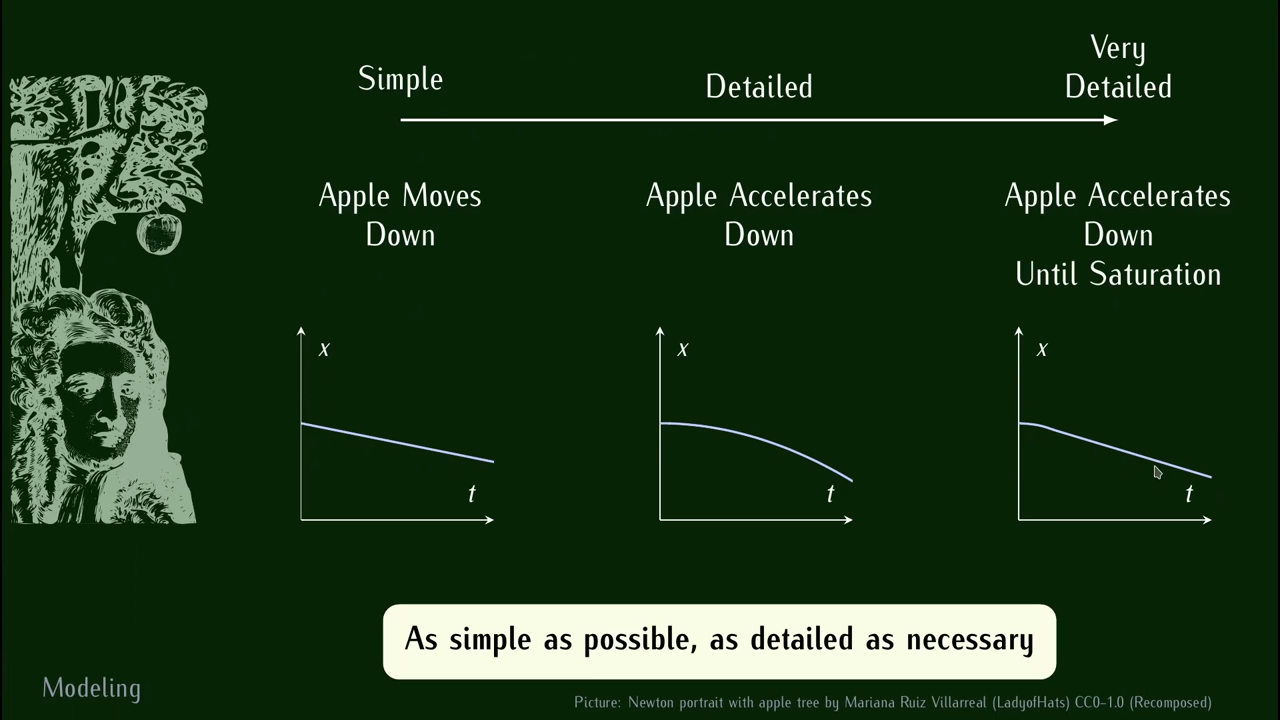 Simple
Detailed
Very
Detailed
Apple Moves
Down
Apple Accelerates
Down
Apple Accelerates
Down
Until Saturation
x
t
x
t
x
t
As simple as possible, as detailed as necessary
Modeling
Picture: Newton portrait with apple tree by Mariana Ruiz Villarreal (LadyofHats) CC0-1.0 (Recomposed)